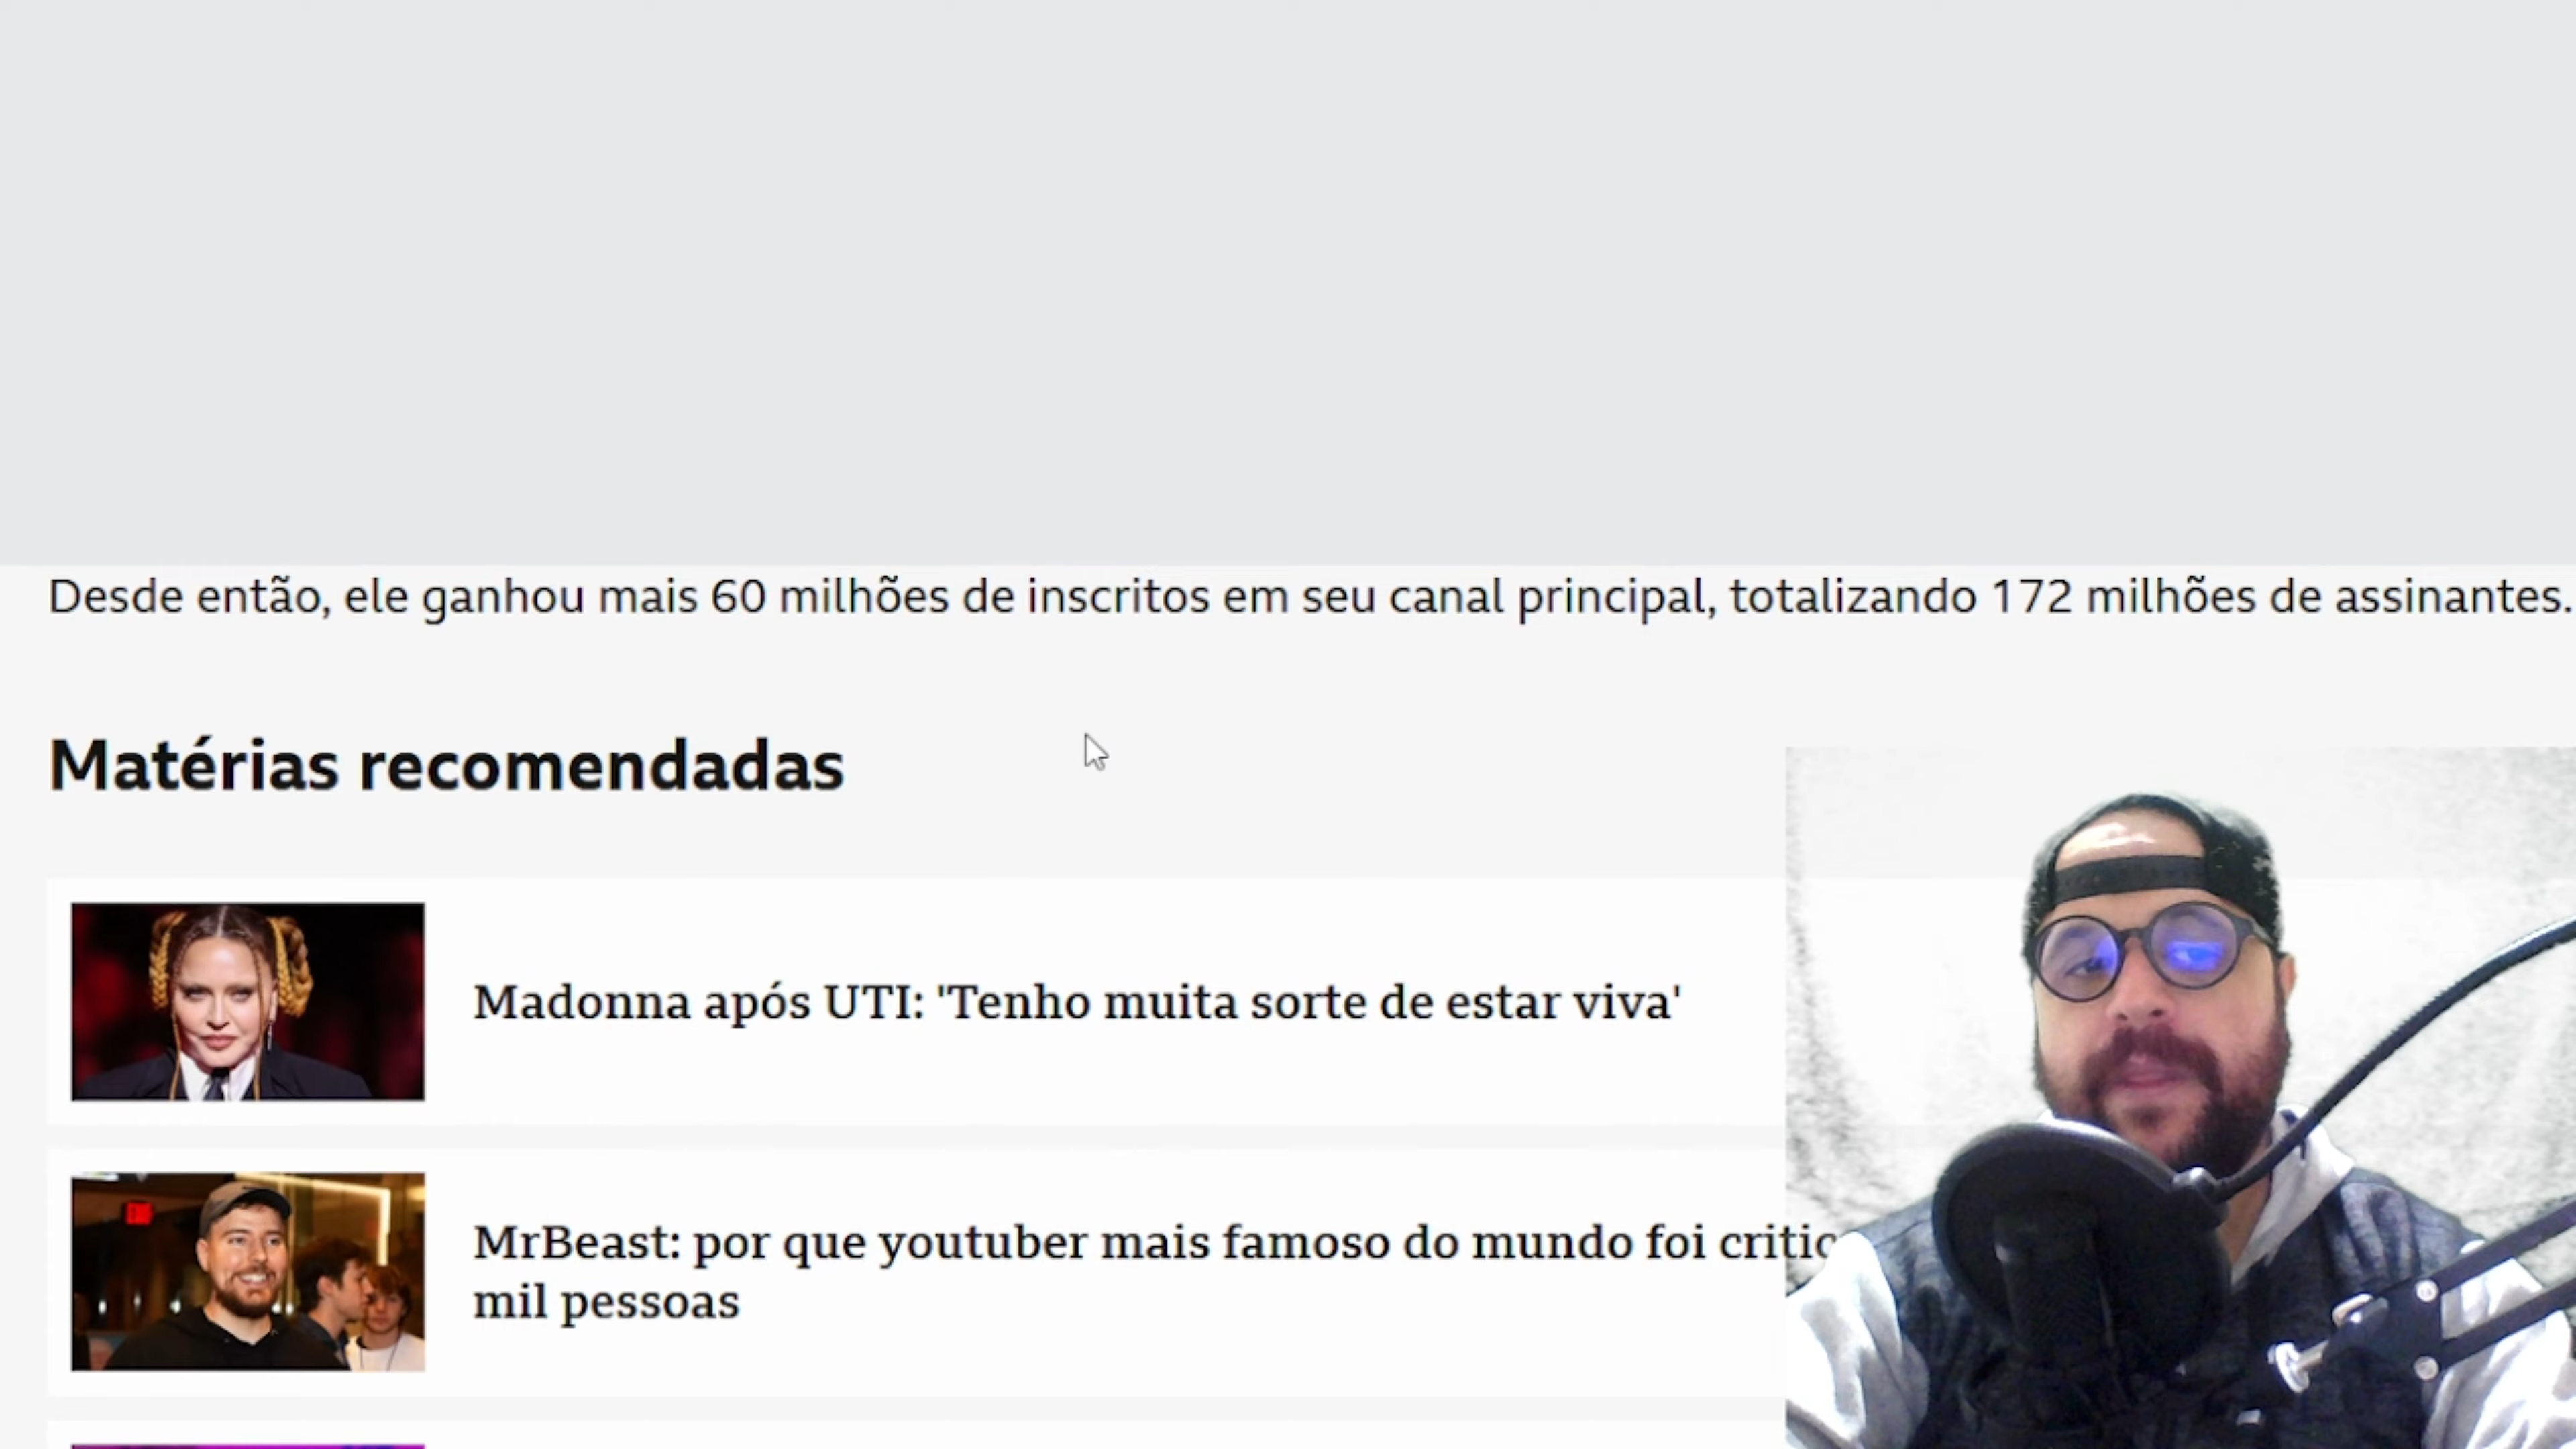 Desde então, ele ganhou mais 60 milhões de inscritos em seu canal principal, totalizando 172 milhões de assinantes.
Matérias recomendadas
Madonna após UTI: 'Tenho muita sorte de estar viva'
MrBeast: por que youtuber mais famoso do mundo foi
mil pessoas